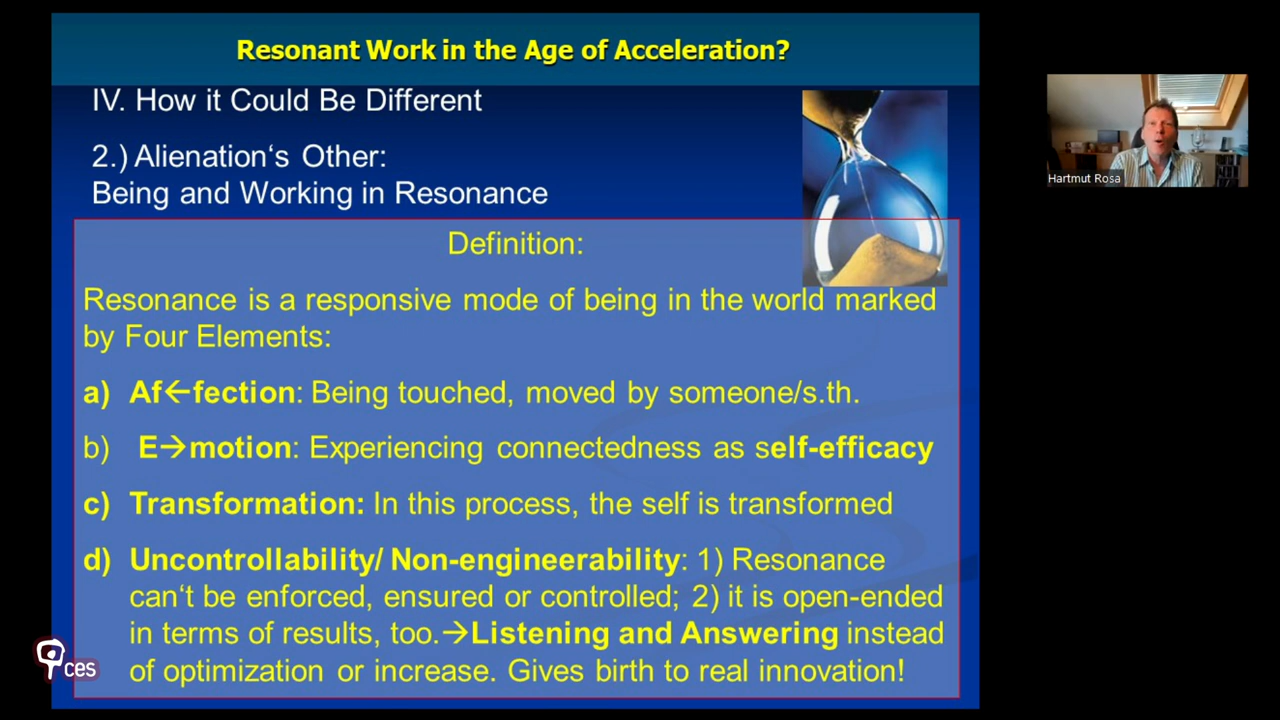 Resonant Work in the Age of Acceleration?
IV. How it Could Be Different
2.) Alienation‘s Other:
Being and Working in Resonance
Definition:
Resonance is a responsive mode of being in the world marked
by Four Elements:
a) Af←fection: Being touched, moved by someone/s.th.
b) E→motion: Experiencing connectedness as self-efficacy
c) Transformation: In this process, the self is transformed
d) Uncontrollability/ Non-engineerability: 1) Resonance
can‘t be enforced, ensured or controlled; 2) it is open-ended
in terms of results, too.→Listening and Answering instead
of optimization or increase. Gives birth to real innovation!
Hartmut Rosa
ces